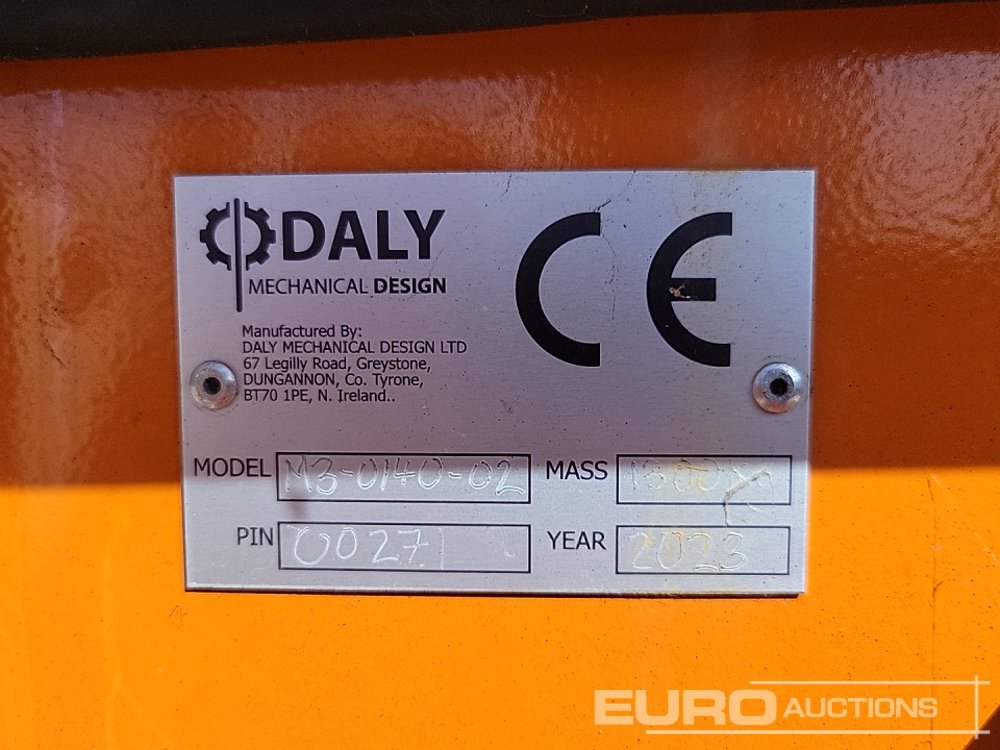 DALY
MECHANICAL DESIGN
CE
Manufactured By:
DALY MECHANICAL DESIGN LTD
67 Legilly Road, Greystone,
DUNGANNON, Co. Tyrone,
BT70 1PE, N. Ireland..
MODEL M3-0140-02 MASS 1300kg
PIN 00271 YEAR 2023
EURO AUCTIONS